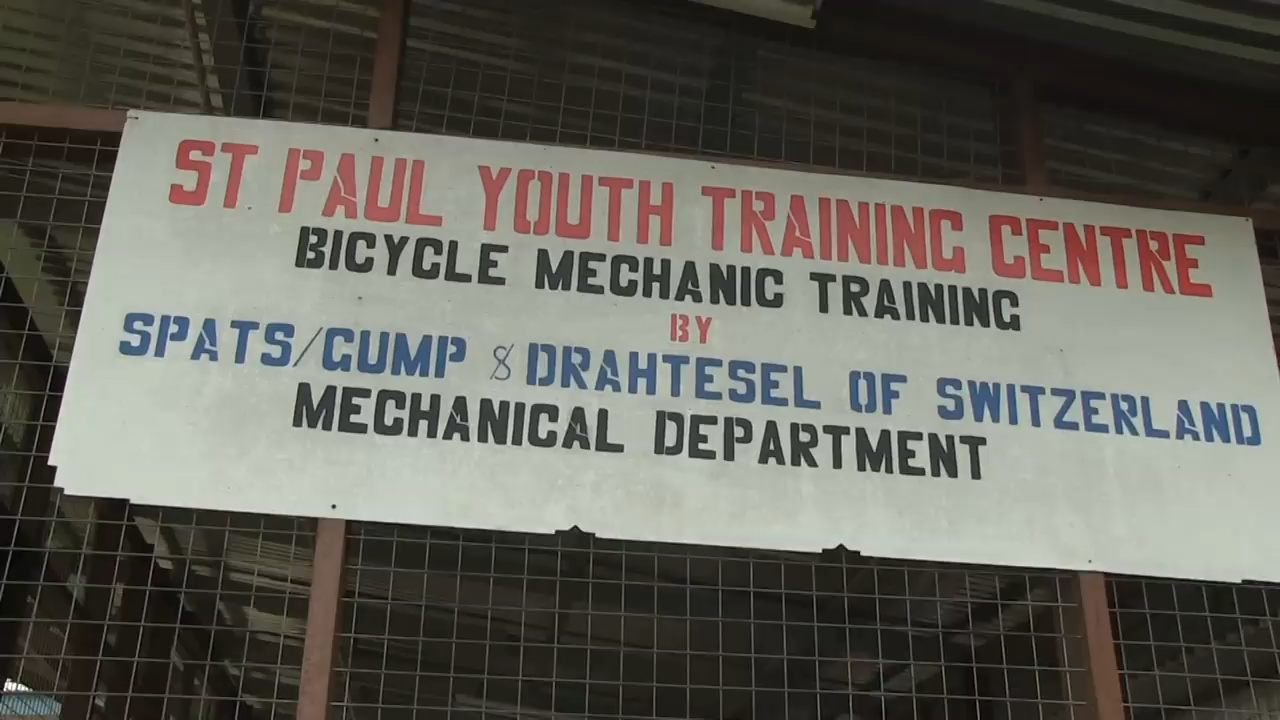 ST PAUL YOUTH TRAINING CENTRE
BICYCLE MECHANIC TRAINING
BY
SPATS/GUMP & DRAHTESEL OF SWITZERLAND
MECHANICAL DEPARTMENT